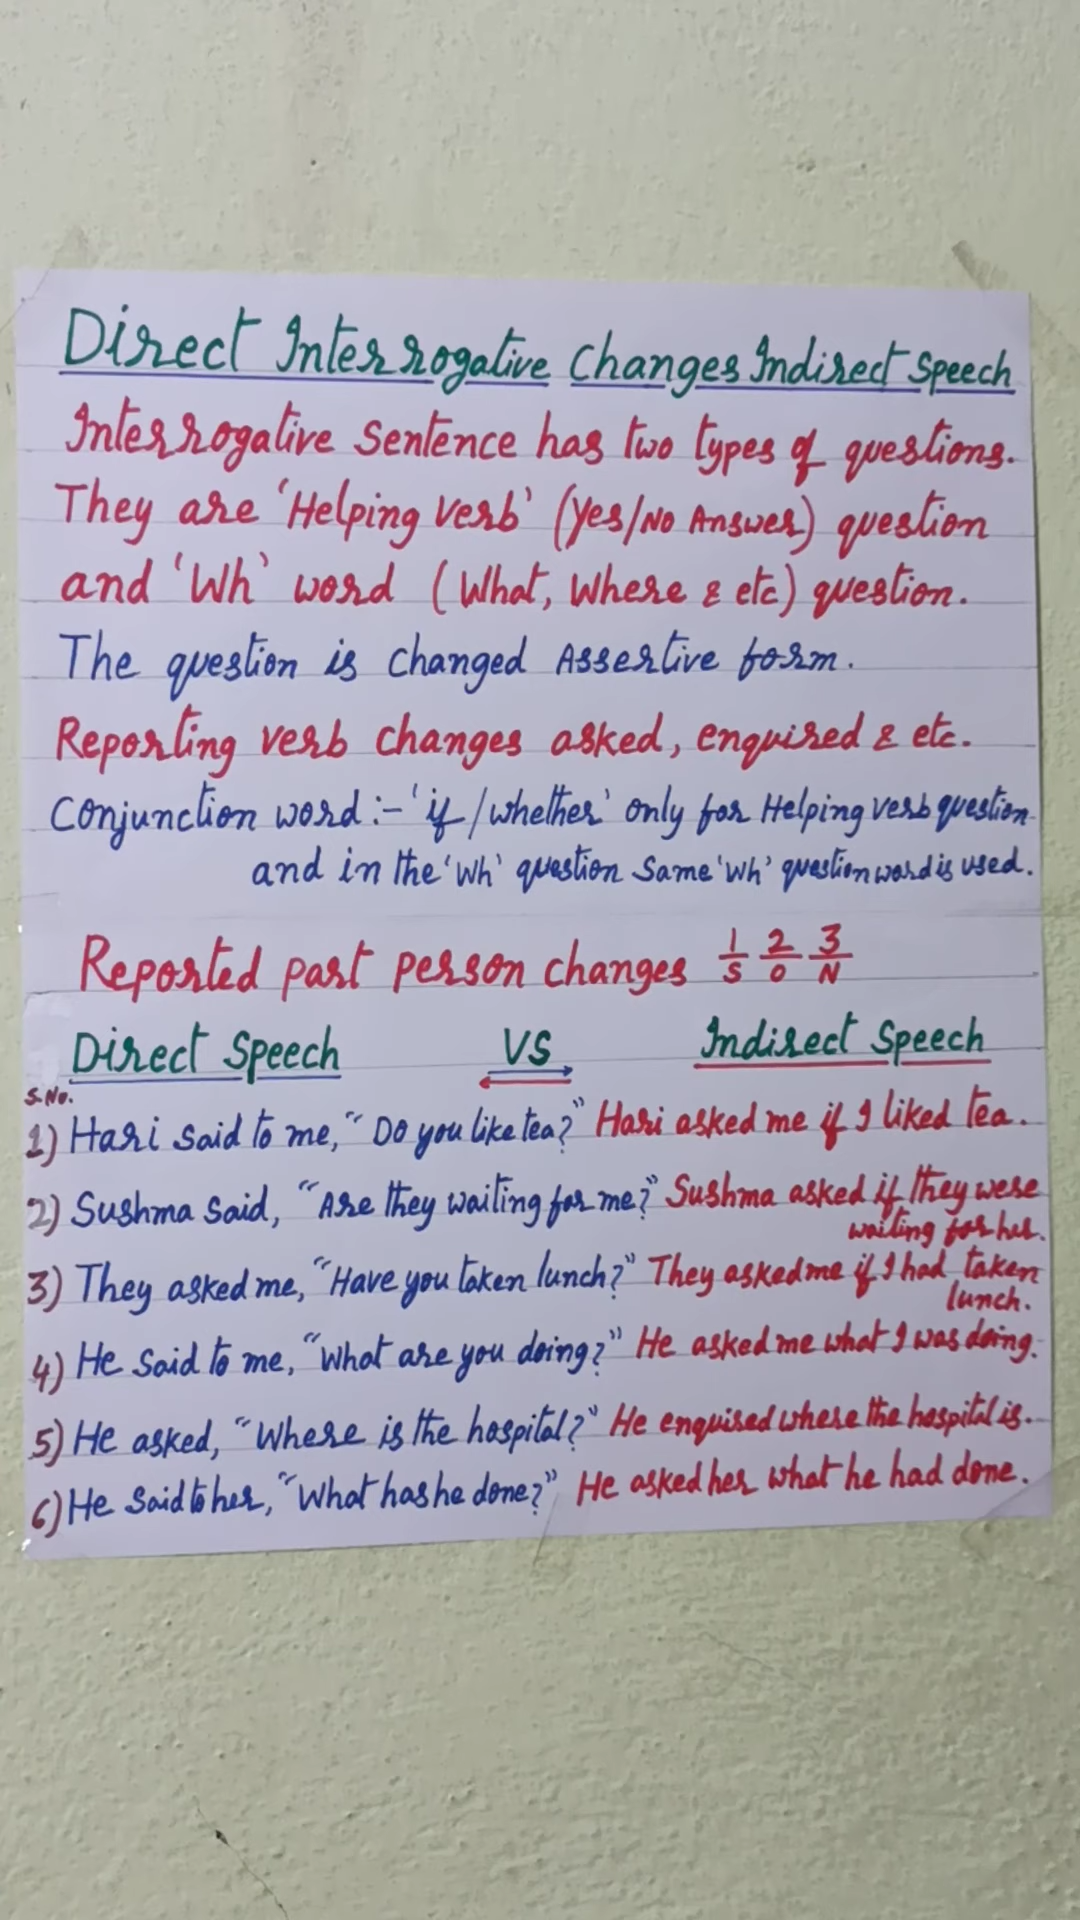 Direct Interrogative Changes Indirect Speech
Interrogative Sentence has two types of questions.
They are 'Helping verb' (Yes/No Answer) question
and 'Wh' word (What, Where & etc) question.
The question is changed Assertive form.
Reporting verb changes asked, enquired & etc.
Conjunction word :- 'if/whether' only for Helping verb question
and in the 'Wh' question Same 'Wh' question word is used.
Reported part person changes 1/S 2/O 3/N
Direct Speech VS Indirect Speech
S.No.
1) Hari said to me, "Do you like tea?" Hari asked me if I liked tea.
2) Sushma said, "Are they waiting for me?" Sushma asked if they were
waiting for her.
3) They asked me, "Have you taken lunch?" They asked me if I had taken
lunch.
4) He said to me, "What are you doing?" He asked me what I was doing.
5) He asked, "Where is the hospital?" He enquired where the hospital is.
6) He said to her, "What has he done?" He asked her what he had done.